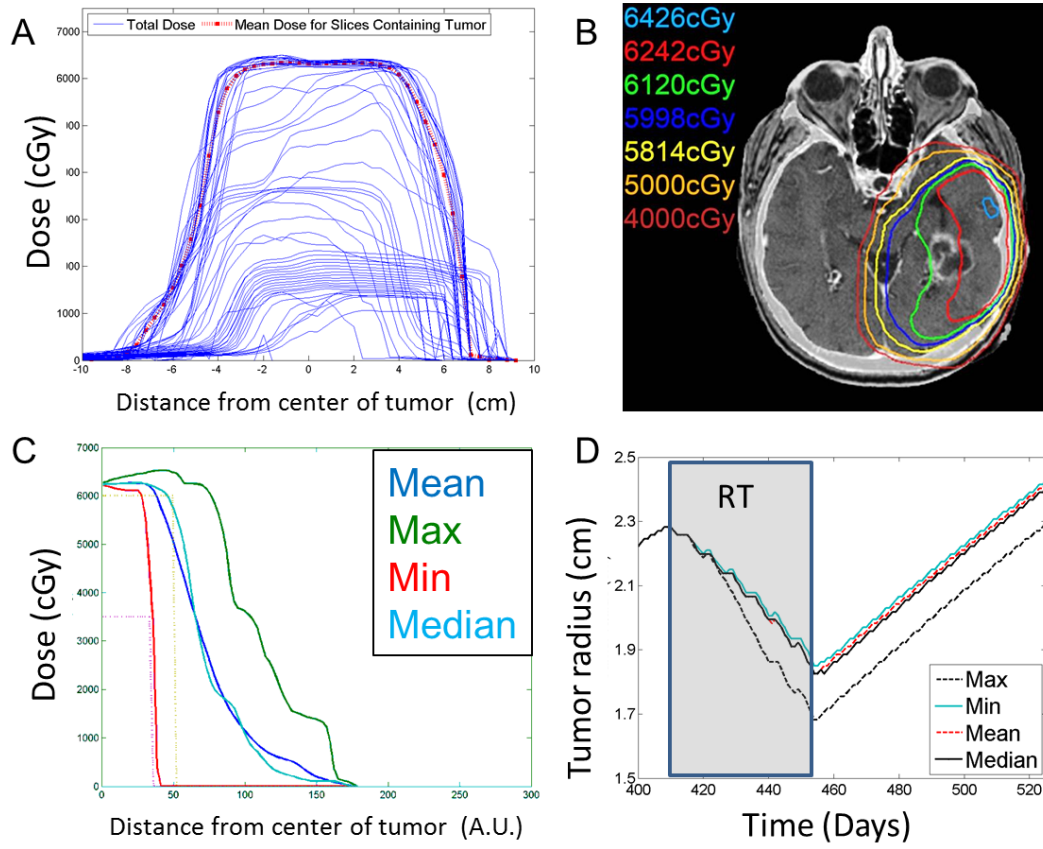 A
Total Dose
Mean Dose for Slices Containing Tumor
7000
6000
1000
0
Dose (cGy)
-10 -8 -6 -4 -2 0 2 4 6 8 10
Distance from center of tumor (cm)
B
6426cGy
6242cGy
6120cGy
5998cGy
5814cGy
5000cGy
4000cGy
C
7000
6000
5000
4000
3000
2000
1000
0
Dose (cGy)
0 50 100 150 200 250 300
Distance from center of tumor (A.U.)
Mean
Max
Min
Median
D
2.5
2.3
2.1
1.9
1.7
1.5
Tumor radius (cm)
RT
Max
Min
Mean
Median
400 420 440 460 480 500 520
Time (Days)